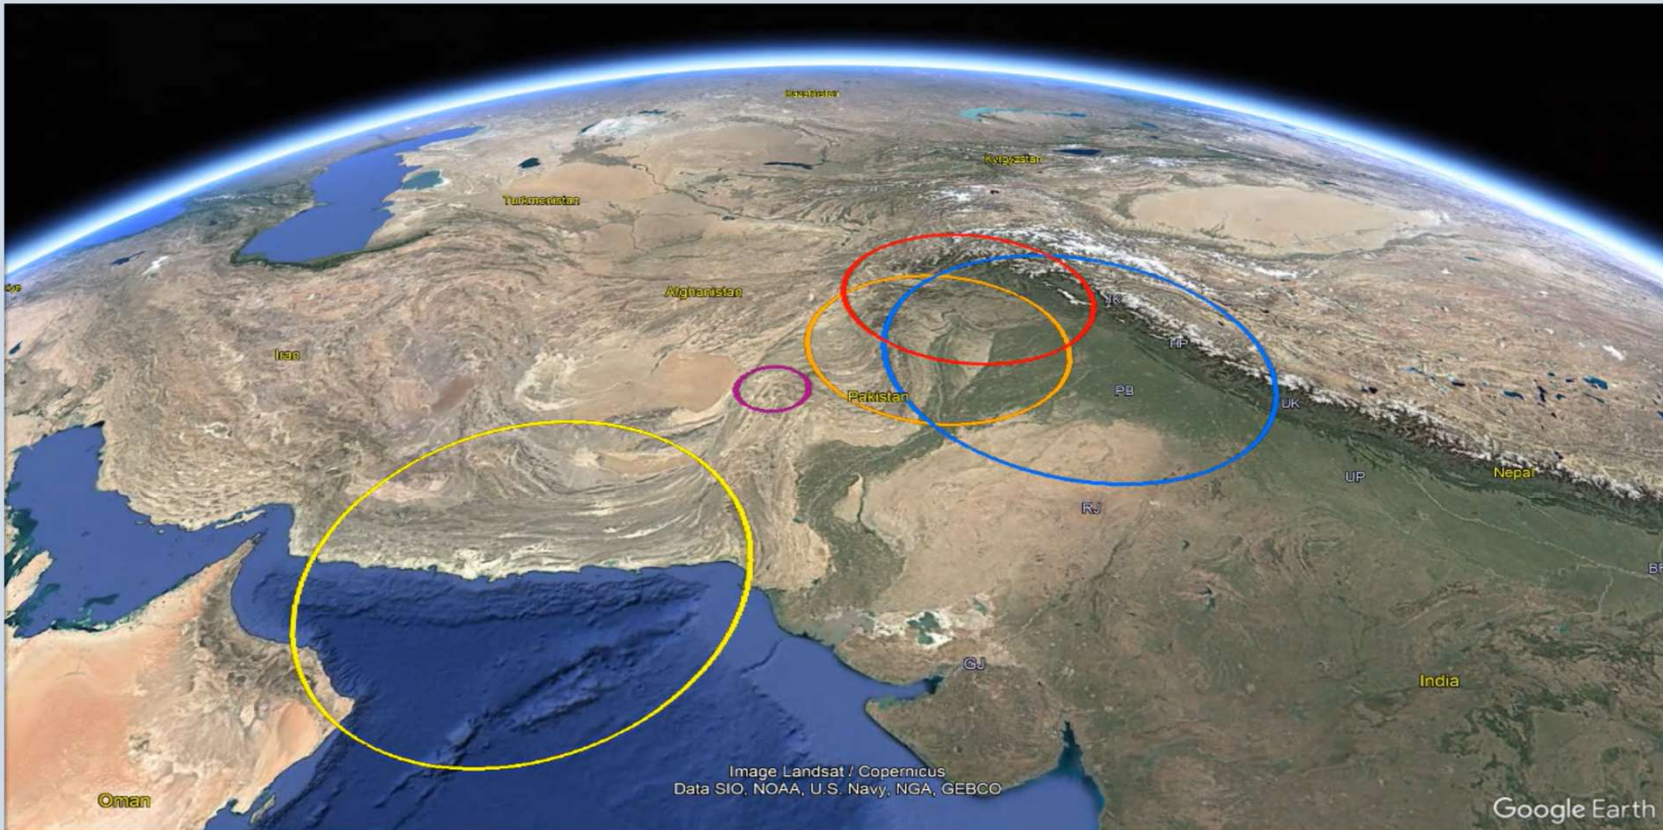 Kazakhstan
Kyrgyzstan
Turkmenistan
Afghanistan
JK
Iran
HP
PB
Pakistan
UK
Nepal
UP
RJ
GJ
India
Image Landsat / Copernicus
Data SIO, NOAA, U.S. Navy, NGA, GEBCO
Oman
Google Earth